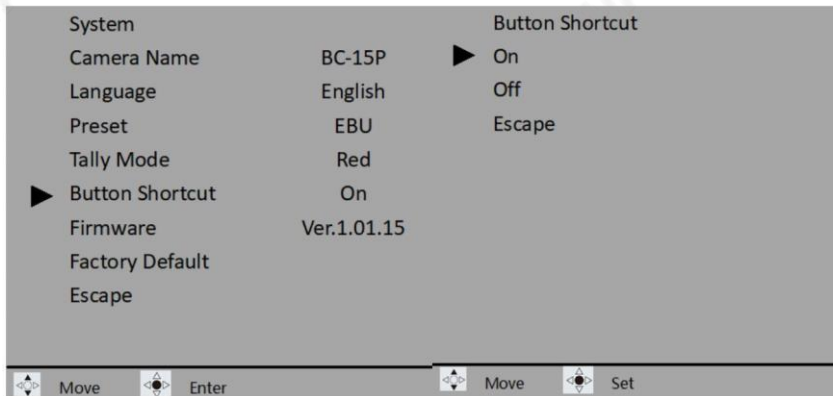 System
Camera Name BC-15P
Language English
Preset EBU
Tally Mode Red
Button Shortcut On
Firmware Ver.1.01.15
Factory Default
Escape
Move Enter
Button Shortcut
On
Off
Escape
Move Set